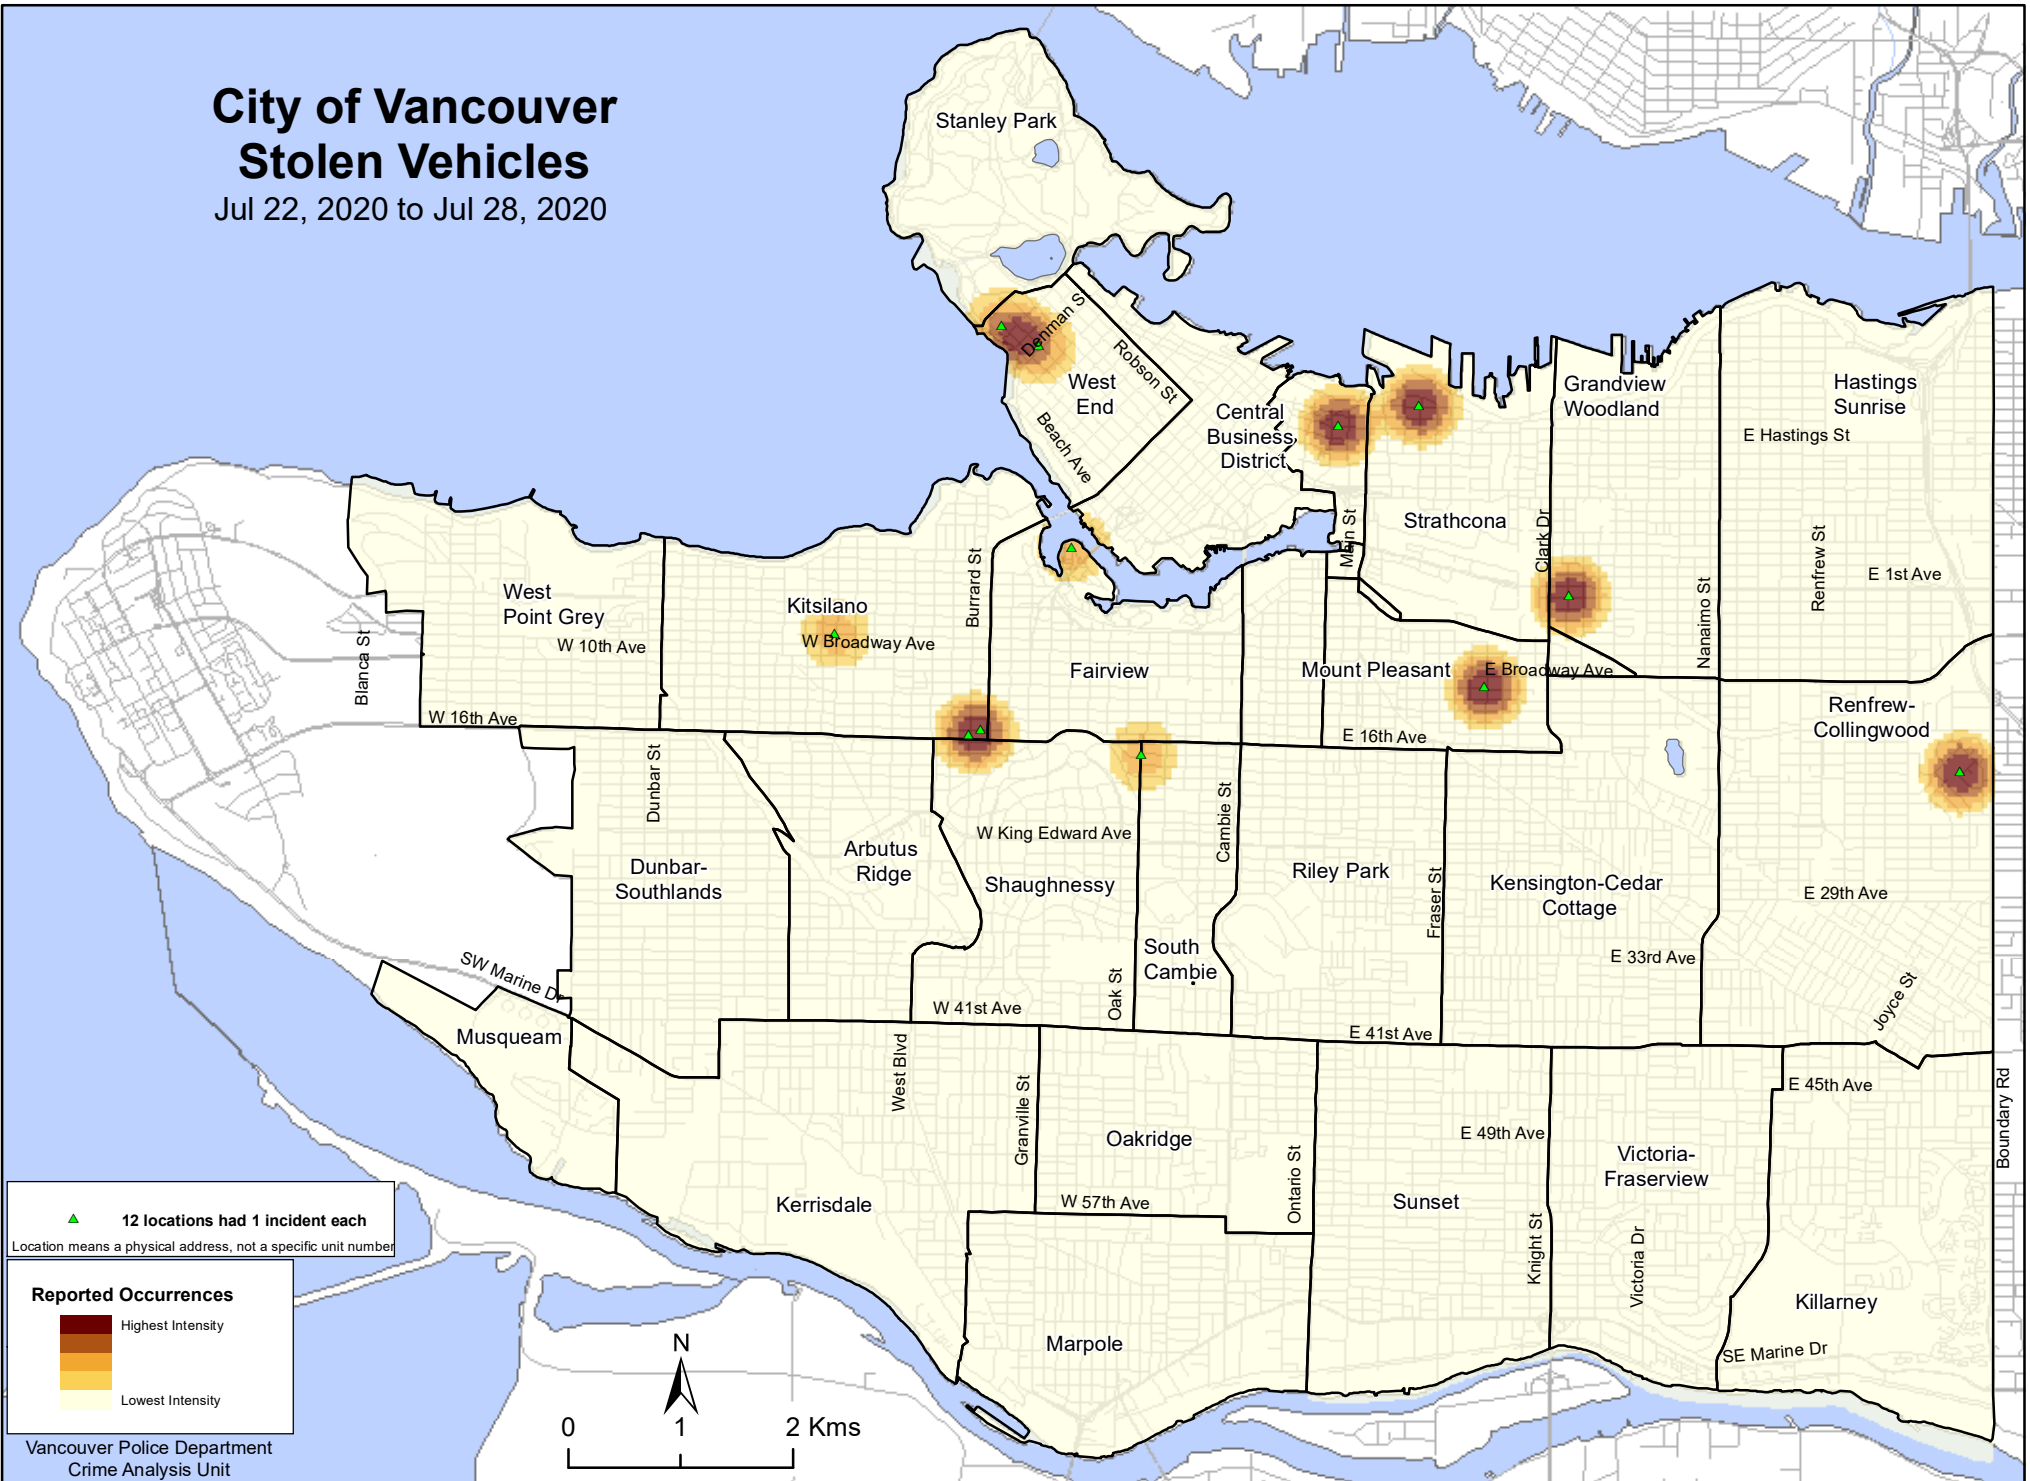 City of Vancouver
Stolen Vehicles
Jul 22, 2020 to Jul 28, 2020
Stanley Park
Denman St
Robson St
West
End
Beach Ave
Central
Business
District
Grandview
Woodland
Hastings
Sunrise
E Hastings St
Strathcona
Main St
Clark Dr
Nanaimo St
Renfrew St
E 1st Ave
West
Point Grey
W 10th Ave
Blanca St
Kitsilano
W Broadway Ave
Burrard St
Fairview
Mount Pleasant
E Broadway Ave
W 16th Ave
E 16th Ave
Renfrew-
Collingwood
Dunbar St
Dunbar-
Southlands
Arbutus
Ridge
W King Edward Ave
Shaughnessy
Cambie St
Riley Park
Fraser St
Kensington-Cedar
Cottage
E 29th Ave
South
Cambie
Oak St
E 33rd Ave
Joyce St
SW Marine Dr
Musqueam
W 41st Ave
E 41st Ave
West Blvd
Granville St
Oakridge
Ontario St
E 45th Ave
E 49th Ave
Boundary Rd
Victoria-
Fraserview
Kerrisdale
W 57th Ave
Sunset
Knight St
Victoria Dr
Killarney
Marpole
SE Marine Dr
12 locations had 1 incident each
Location means a physical address, not a specific unit number
Reported Occurrences
Highest Intensity
Lowest Intensity
Vancouver Police Department
Crime Analysis Unit
N
0 1 2 Kms